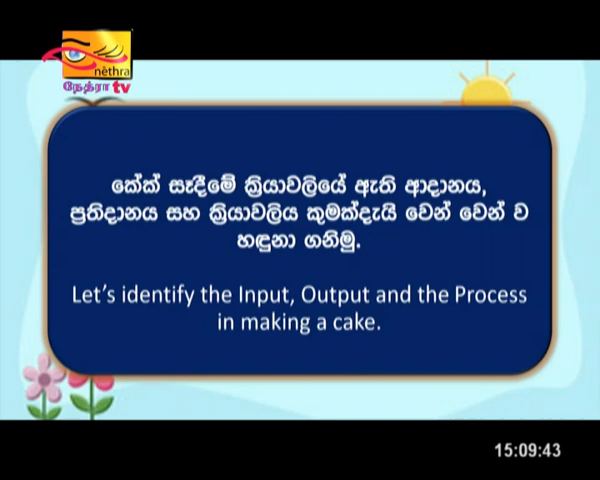 nèthra
நேத்ரா tv
කේක් සෑදීමේ ක්‍රියාවලියේ ඇති ආදානය,
ප්‍රතිදානය සහ ක්‍රියාවලිය කුමක්දැයි වෙන් වෙන් ව
හඳුනා ගනිමු.
Let's identify the Input, Output and the Process
in making a cake.
15:09:43